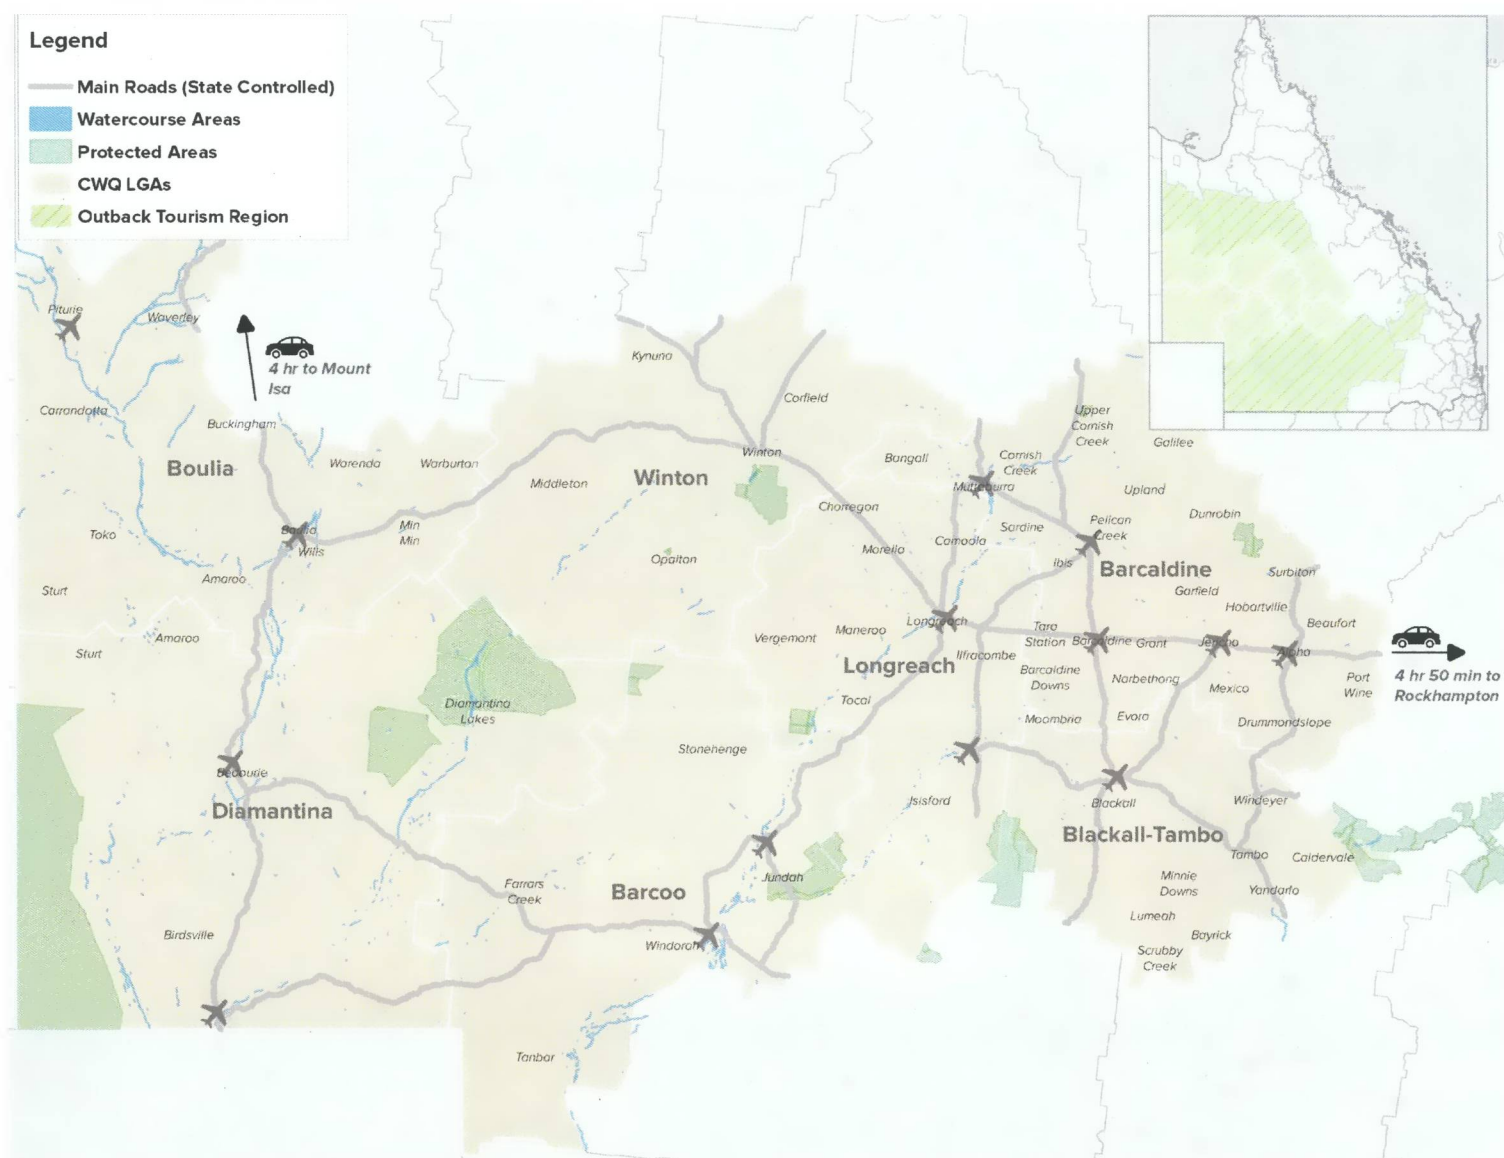 Legend
Main Roads (State Controlled)
Watercourse Areas
Protected Areas
CWQ LGAs
Outback Tourism Region
Piturie
Waverley
4 hr to Mount
Isa
Kynuna
Corfield
Carrandotta
Buckingham
Upper
Cornish
Creek
Galilee
Boulia
Warenda
Warburton
Winton
Winton
Middleton
Bangall
Cornish
Creek
Muttaburra
Upland
Chorregon
Dunrobin
Toko
Boulia
Wills
Min
Min
Opalton
Morella
Camoola
Sardine
Pelican
Creek
Ibis
Barcaldine
Amaroo
Sturt
Surbiton
Garfield
Hobartville
Amaroo
Sturt
Vergemont
Maneroo
Longreach
Taro
Station
Barcaldine
Grant
Jericho
Alpha
Beaufort
Longreach
Ilfracombe
Barcaldine
Downs
Narbethong
Mexico
Port
Wine
4 hr 50 min to
Rockhampton
Diamantina
Lakes
Tocal
Moombria
Evora
Drummondslope
Stonehenge
Bedourie
Diamantina
Isisford
Blackall
Windeyer
Blackall-Tambo
Tambo
Caldervale
Farrars
Creek
Barcoo
Jundah
Minnie
Downs
Yandarlo
Birdsville
Windorah
Lumeah
Bayrick
Scrubby
Creek
Tanbar